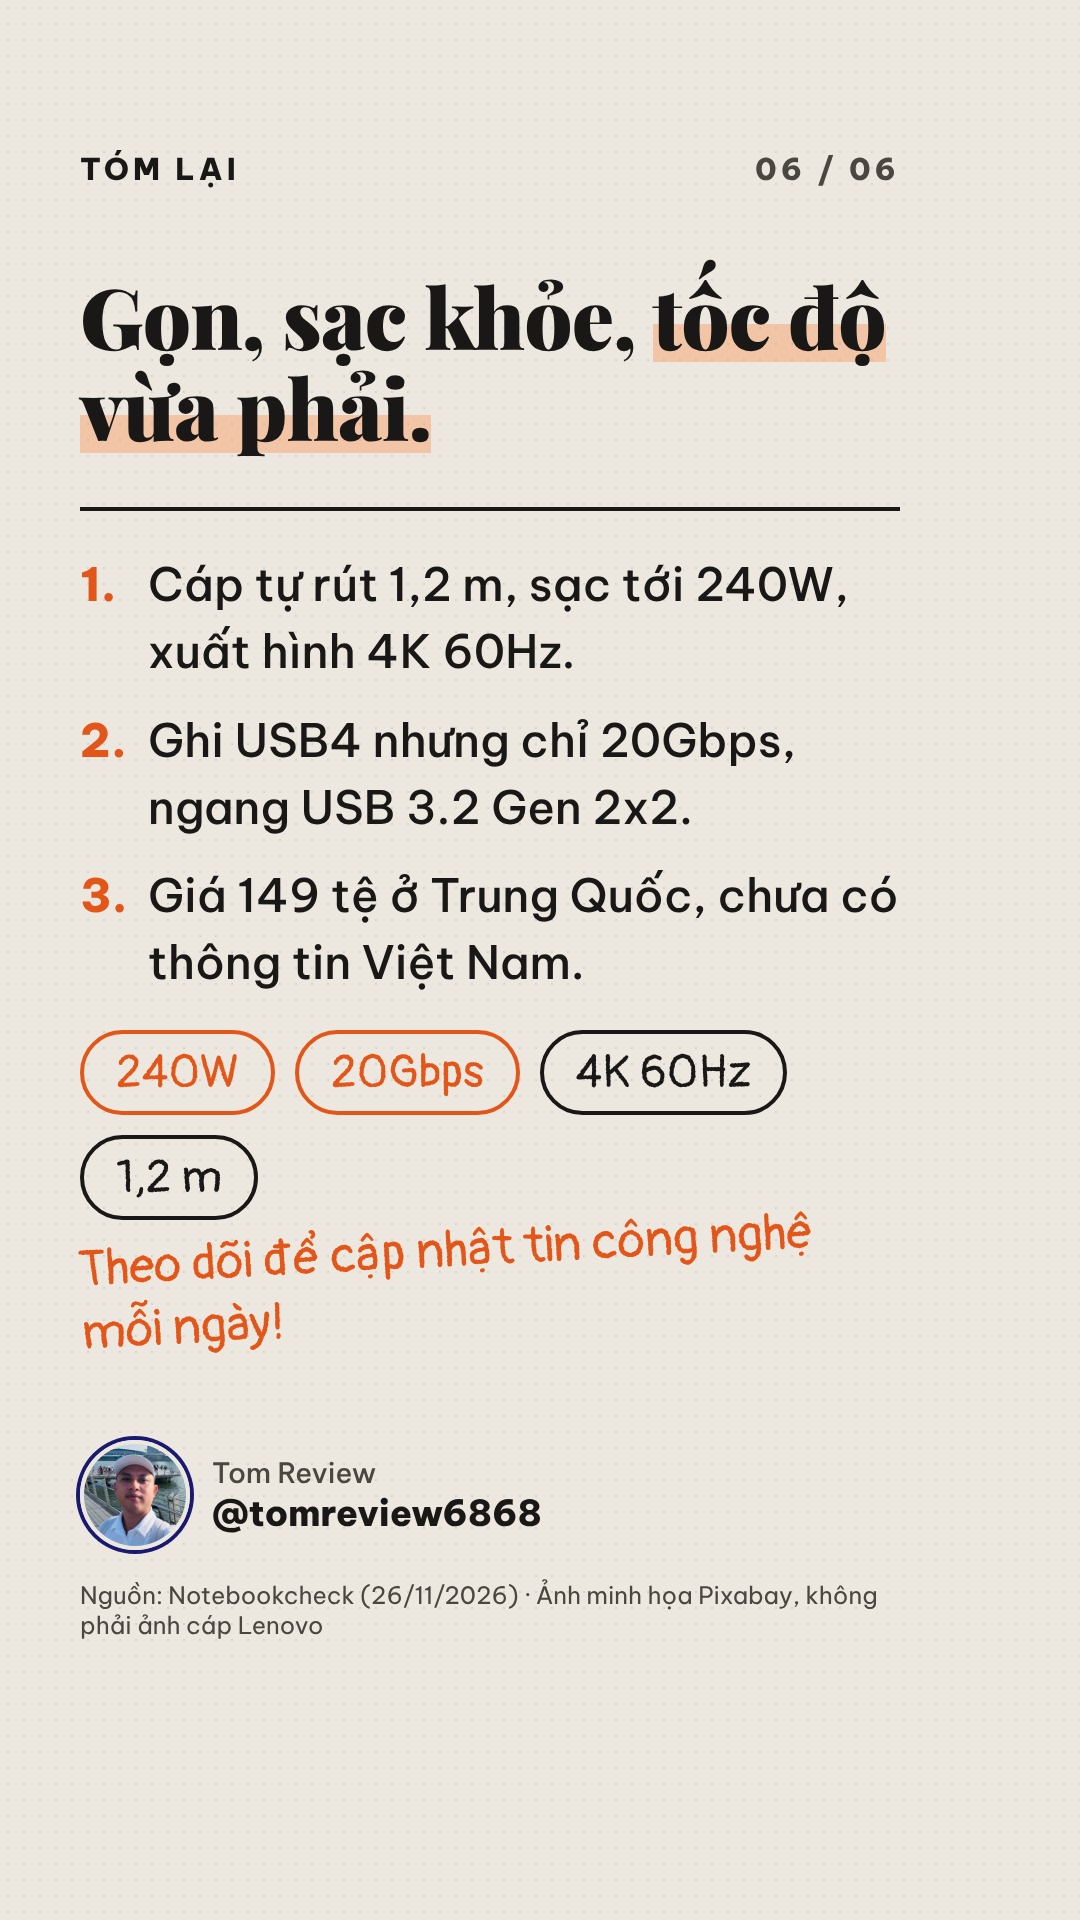 TÓM LẠI
06 / 06
Gọn, sạc khỏe, tốc độ
vừa phải.
1. Cáp tự rút 1,2 m, sạc tới 240W,
xuất hình 4K 60Hz.
2. Ghi USB4 nhưng chỉ 20Gbps,
ngang USB 3.2 Gen 2x2.
3. Giá 149 tệ ở Trung Quốc, chưa có
thông tin Việt Nam.
240W 20Gbps 4K 60Hz
1,2 m
Theo dõi để cập nhật tin công nghệ
mỗi ngày!
Tom Review
@tomreview6868
Nguồn: Notebookcheck (26/11/2026) · Ảnh minh họa Pixabay, không
phải ảnh cáp Lenovo